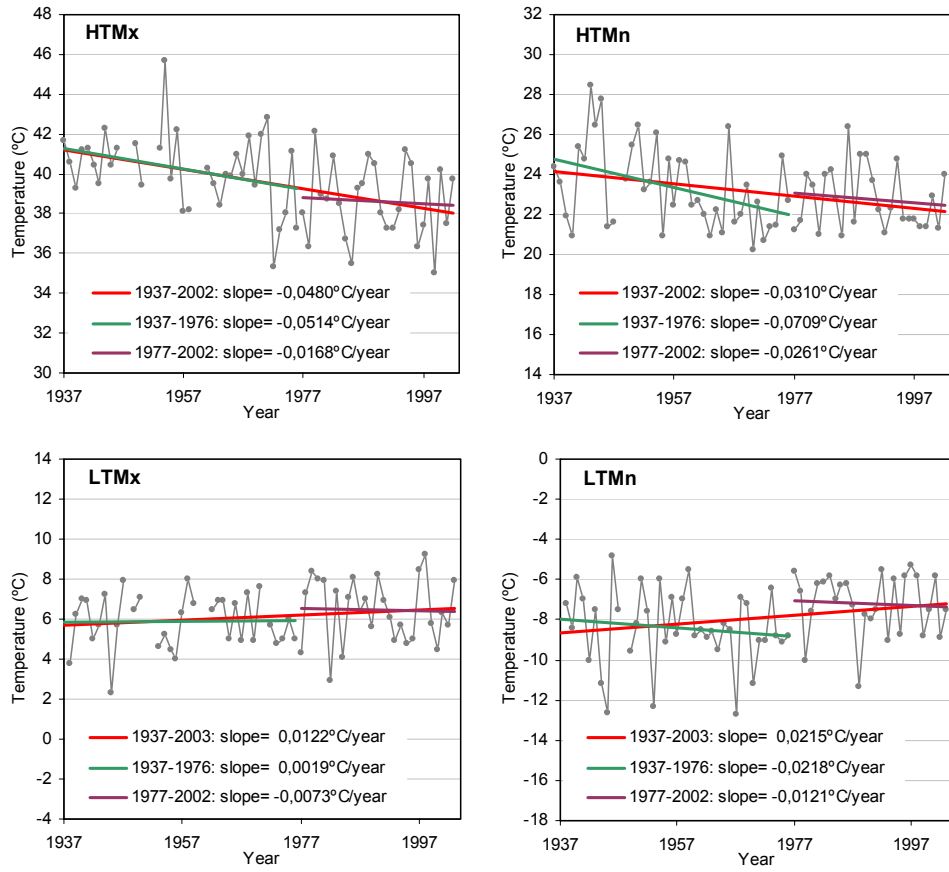 HTMx
48
46
44
42
40
38
36
34
32
30
Temperature (ºC)
1937-2002: slope= -0,0480ºC/year
1937-1976: slope= -0,0514ºC/year
1977-2002: slope= -0,0168ºC/year
1937 1957 1977 1997
Year
HTMn
32
30
28
26
24
22
20
18
16
14
Temperature (ºC)
1937-2002: slope= -0,0310ºC/year
1937-1976: slope= -0,0709ºC/year
1977-2002: slope= -0,0261ºC/year
1937 1957 1977 1997
Year
LTMx
14
12
10
8
6
4
2
0
-2
-4
Temperature (ºC)
1937-2003: slope= 0,0122ºC/year
1937-1976: slope= 0,0019ºC/year
1977-2002: slope= -0,0073ºC/year
1937 1957 1977 1997
Year
LTMn
0
-2
-4
-6
-8
-10
-12
-14
-16
-18
Temperature (ºC)
1937-2003: slope= 0,0215ºC/year
1937-1976: slope= -0,0218ºC/year
1977-2002: slope= -0,0121ºC/year
1937 1957 1977 1997
Year